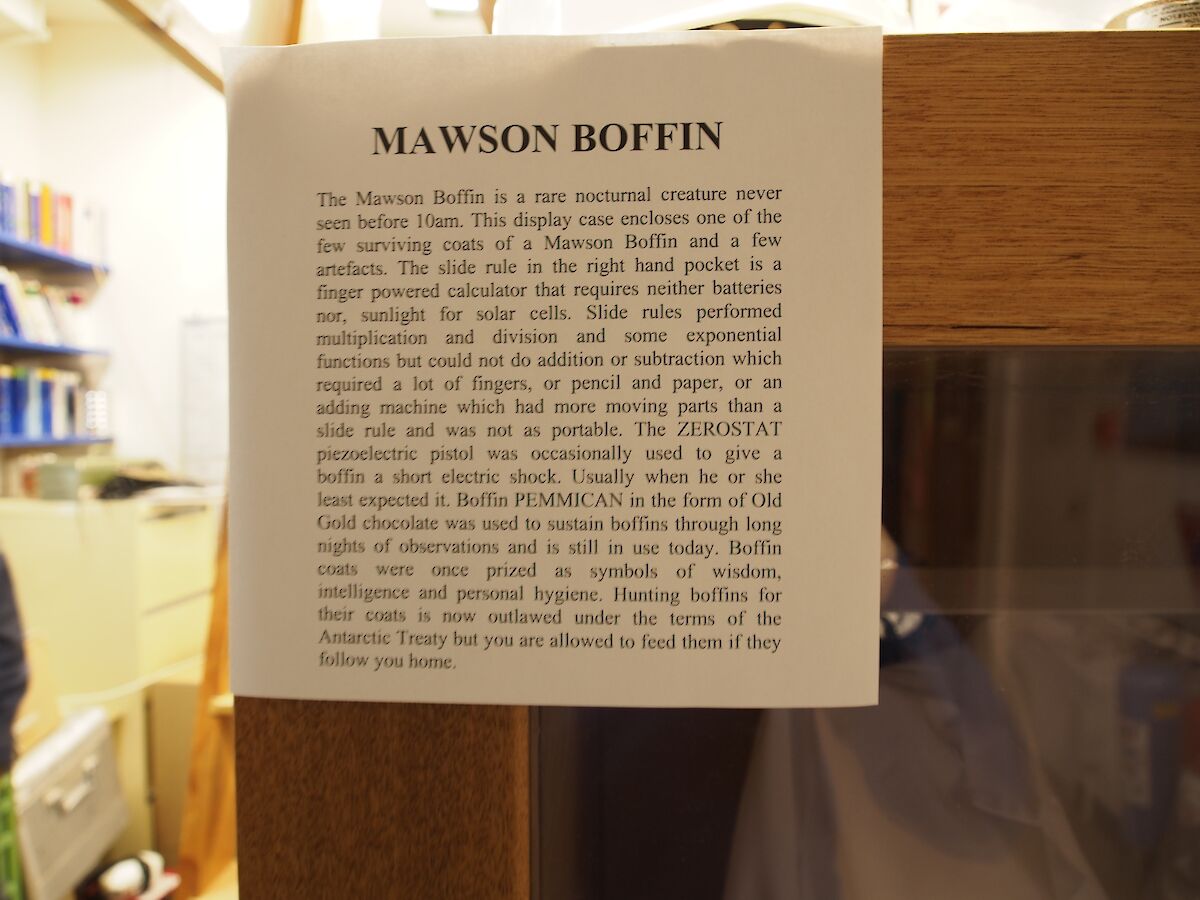 MAWSON BOFFIN
The Mawson Boffin is a rare nocturnal creature never
seen before 10am. This display case encloses one of the
few surviving coats of a Mawson Boffin and a few
artefacts. The slide rule in the right hand pocket is a
finger powered calculator that requires neither batteries
nor, sunlight for solar cells. Slide rules performed
multiplication and division and some exponential
functions but could not do addition or subtraction which
required a lot of fingers, or pencil and paper, or an
adding machine which had more moving parts than a
slide rule and was not as portable. The ZEROSTAT
piezoelectric pistol was occasionally used to give a
boffin a short electric shock. Usually when he or she
least expected it. Boffin PEMMICAN in the form of Old
Gold chocolate was used to sustain boffins through long
nights of observations and is still in use today. Boffin
coats were once prized as symbols of wisdom,
intelligence and personal hygiene. Hunting boffins for
their coats is now outlawed under the terms of the
Antarctic Treaty but you are allowed to feed them if they
follow you home.